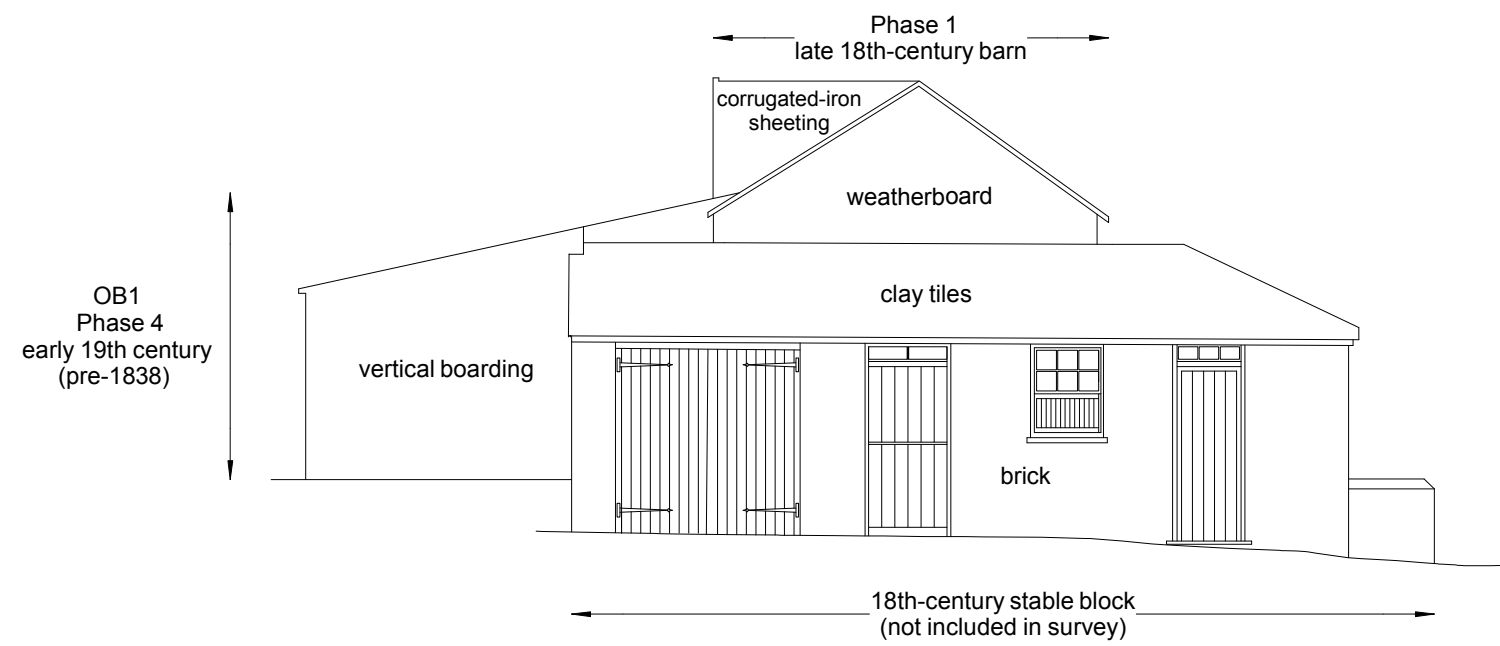 Phase 1
late 18th-century barn
corrugated-iron
sheeting
weatherboard
clay tiles
OB1
Phase 4
early 19th century
(pre-1838)
vertical boarding
brick
18th-century stable block
(not included in survey)